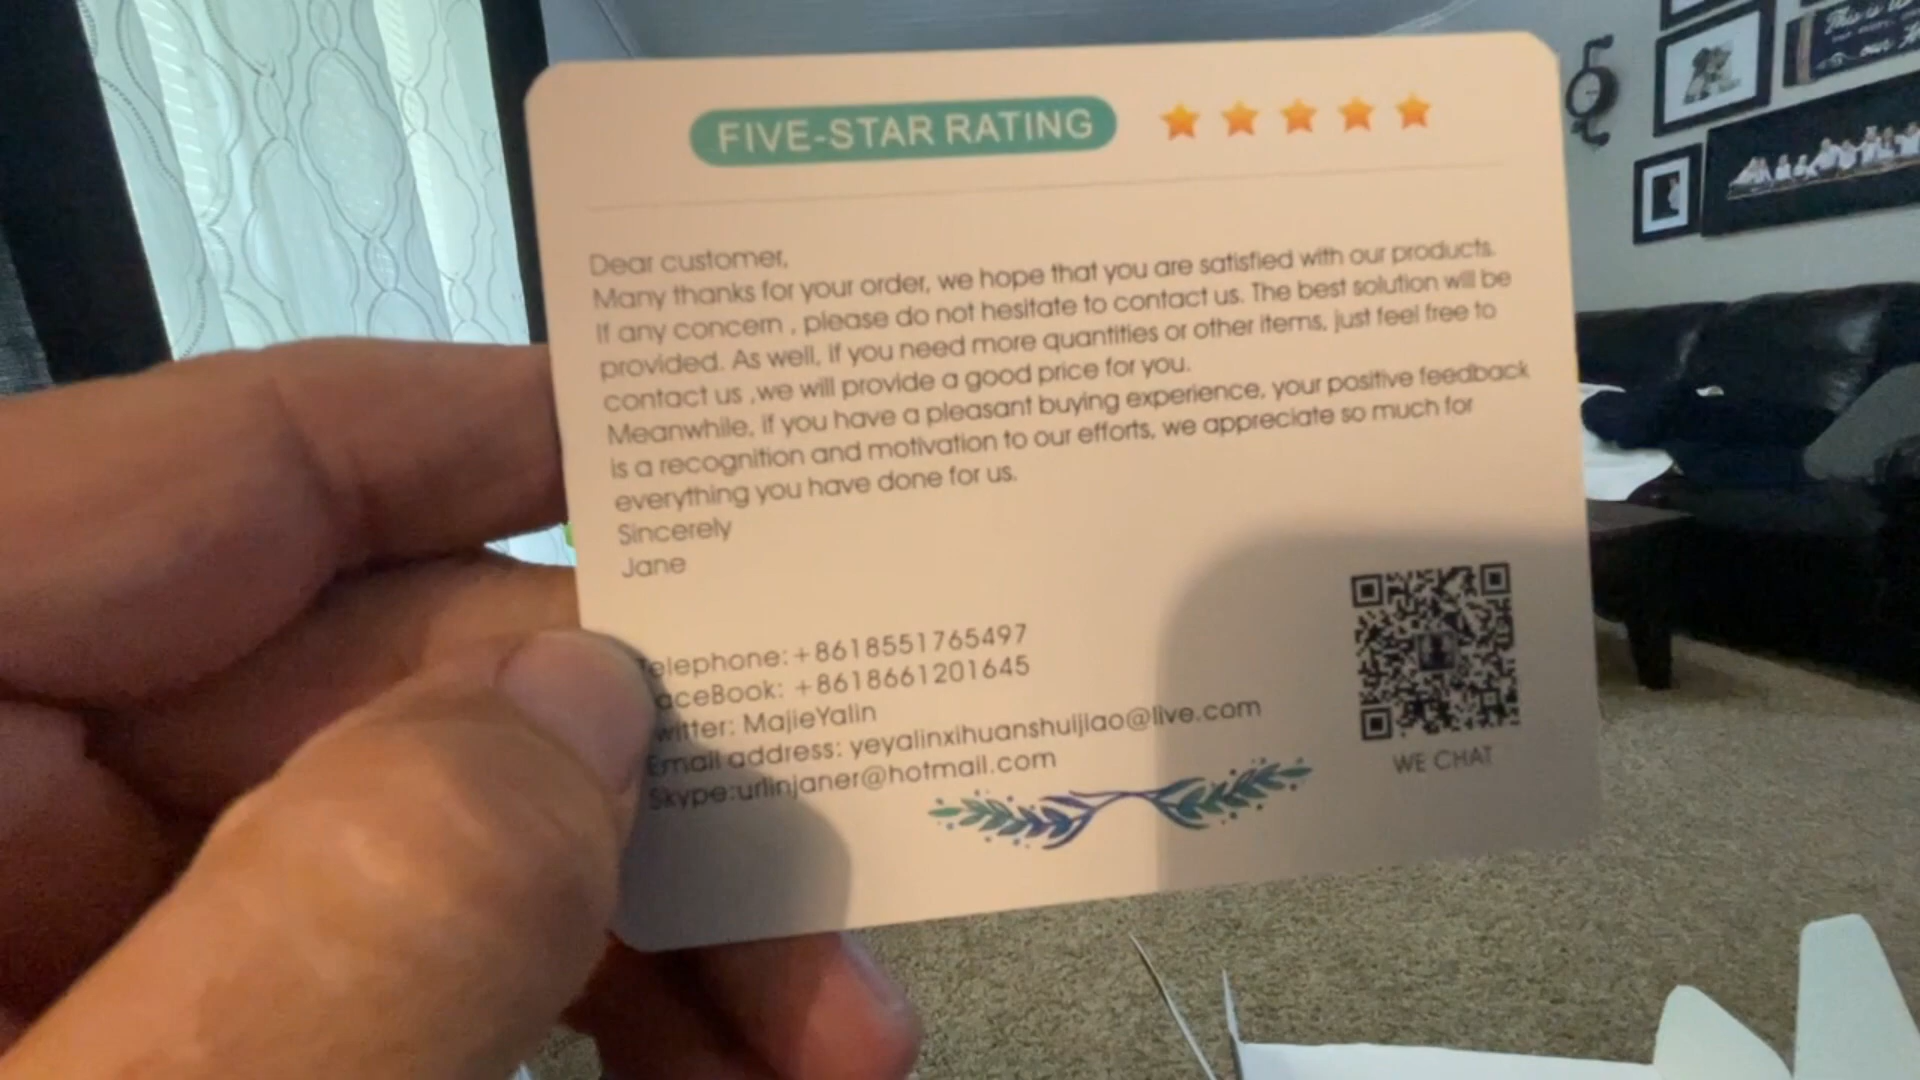 FIVE-STAR RATING
Dear customer,
Many thanks for your order, we hope that you are satisfied with our products.
If any concern , please do not hesitate to contact us. The best solution will be
provided. As well, if you need more quantities or other items, just feel free to
contact us ,we will provide a good price for you.
Meanwhile, if you have a pleasant buying experience, your positive feedback
is a recognition and motivation to our efforts, we appreciate so much for
everything you have done for us.
Sincerely
Jane
elephone: +8618551765497
aceBook: +8618661201645
witter: MajieYalin
Email address: yeyalinxihuanshuijiao@live.com
Skype:urlinjaner@hotmail.com
WE CHAT
This is
our